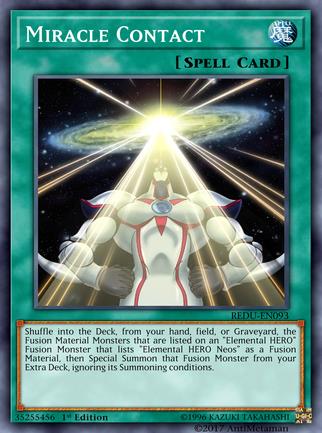 Miracle Contact
[Spell Card]
REDU-EN093
Shuffle into the Deck, from your hand, field, or Graveyard, the
Fusion Material Monsters that are listed on an "Elemental HERO"
Fusion Monster that lists "Elemental HERO Neos" as a Fusion
Material, then Special Summon that Fusion Monster from your
Extra Deck, ignoring its Summoning conditions.
35255456 1st Edition ©1996 KAZUKI TAKAHASHI
©2017 AntiMetaman